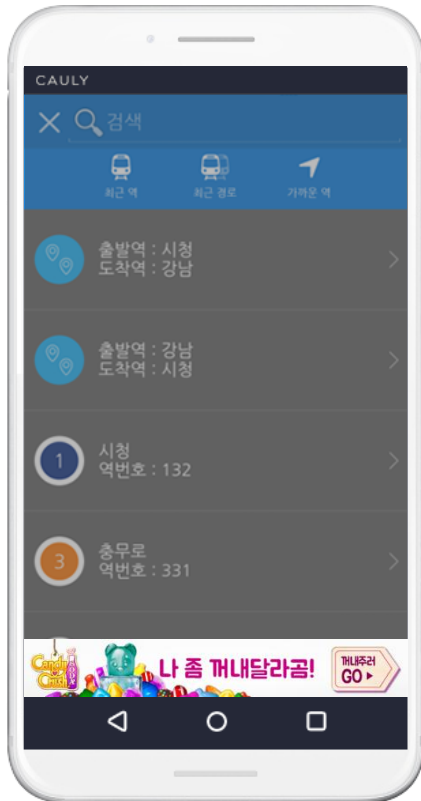 CAULY
검색
최근 역
최근 경로
가까운 역
출발역 : 시청
도착역 : 강남
출발역 : 강남
도착역 : 시청
1
시청
역번호 : 132
3
충무로
역번호 : 331
Candy
Crush
SODA
나 좀 꺼내달라곰!
꺼내주러
GO ▸